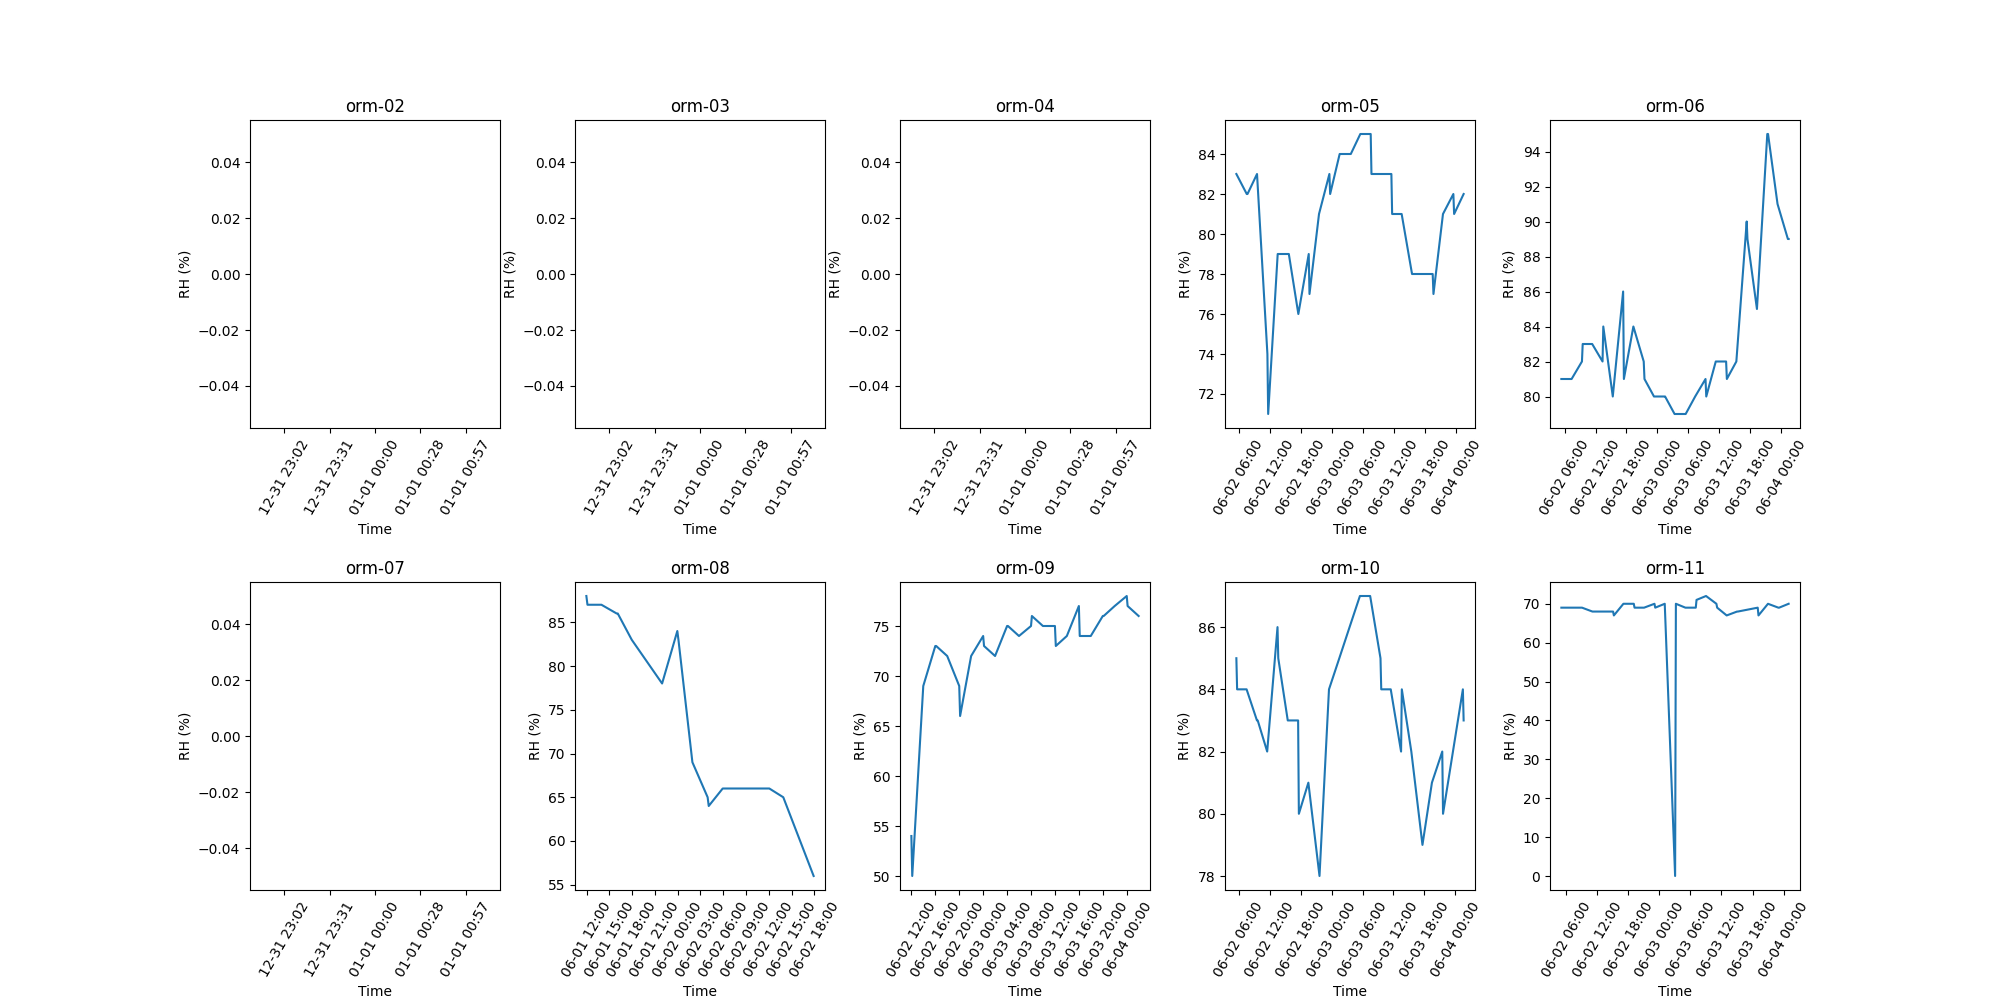 orm-02 orm-03 orm-04 orm-05 orm-06
0.04 0.02 0.00 −0.02 −0.04
RH (%)
12-31 23:02 12-31 23:31 01-01 00:00 01-01 00:28 01-01 00:57
Time
0.04 0.02 0.00 −0.02 −0.04
RH (%)
12-31 23:02 12-31 23:31 01-01 00:00 01-01 00:28 01-01 00:57
Time
0.04 0.02 0.00 −0.02 −0.04
RH (%)
12-31 23:02 12-31 23:31 01-01 00:00 01-01 00:28 01-01 00:57
Time
84 82 80 78 76 74 72
RH (%)
06-02 06:00 06-02 12:00 06-02 18:00 06-03 00:00 06-03 06:00 06-03 12:00 06-03 18:00 06-04 00:00
Time
94 92 90 88 86 84 82 80
RH (%)
06-02 06:00 06-02 12:00 06-02 18:00 06-03 00:00 06-03 06:00 06-03 12:00 06-03 18:00 06-04 00:00
Time
orm-07 orm-08 orm-09 orm-10 orm-11
0.04 0.02 0.00 −0.02 −0.04
RH (%)
12-31 23:02 12-31 23:31 01-01 00:00 01-01 00:28 01-01 00:57
Time
85 80 75 70 65 60 55
RH (%)
06-01 12:00 06-01 15:00 06-01 18:00 06-01 21:00 06-02 00:00 06-02 03:00 06-02 06:00 06-02 09:00 06-02 12:00 06-02 15:00 06-02 18:00
Time
75 70 65 60 55 50
RH (%)
06-02 12:00 06-02 16:00 06-02 20:00 06-03 00:00 06-03 04:00 06-03 08:00 06-03 12:00 06-03 16:00 06-03 20:00 06-04 00:00
Time
86 84 82 80 78
RH (%)
06-02 06:00 06-02 12:00 06-02 18:00 06-03 00:00 06-03 06:00 06-03 12:00 06-03 18:00 06-04 00:00
Time
70 60 50 40 30 20 10 0
RH (%)
06-02 06:00 06-02 12:00 06-02 18:00 06-03 00:00 06-03 06:00 06-03 12:00 06-03 18:00 06-04 00:00
Time